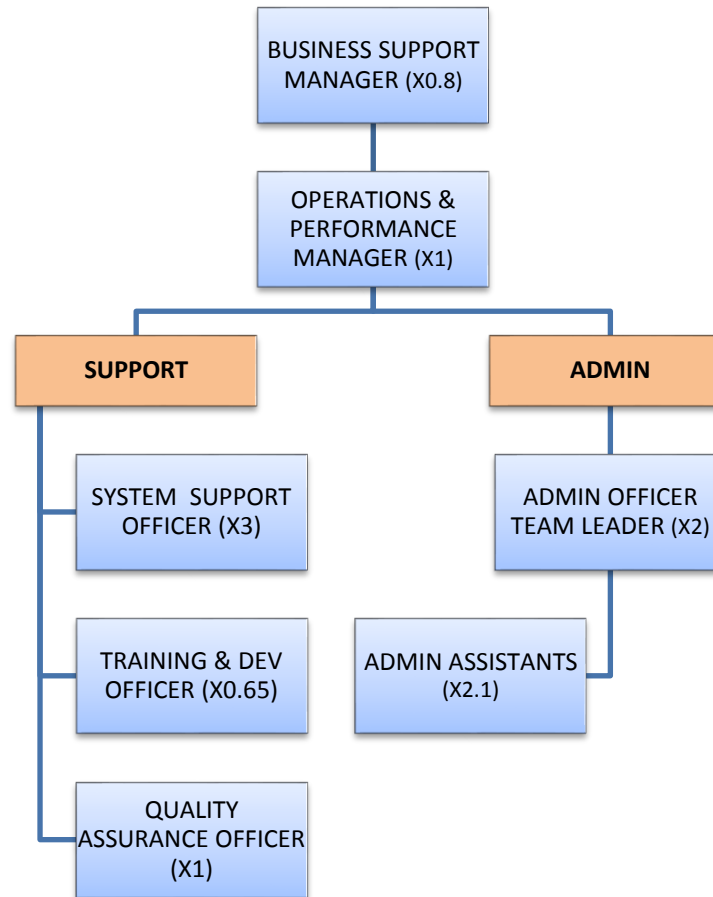 BUSINESS SUPPORT
MANAGER (X0.8)
OPERATIONS &
PERFORMANCE
MANAGER (X1)
SUPPORT
ADMIN
SYSTEM  SUPPORT
OFFICER (X3)
ADMIN OFFICER
TEAM LEADER (X2)
TRAINING & DEV
OFFICER (X0.65)
ADMIN ASSISTANTS
(X2.1)
QUALITY
ASSURANCE OFFICER
(X1)